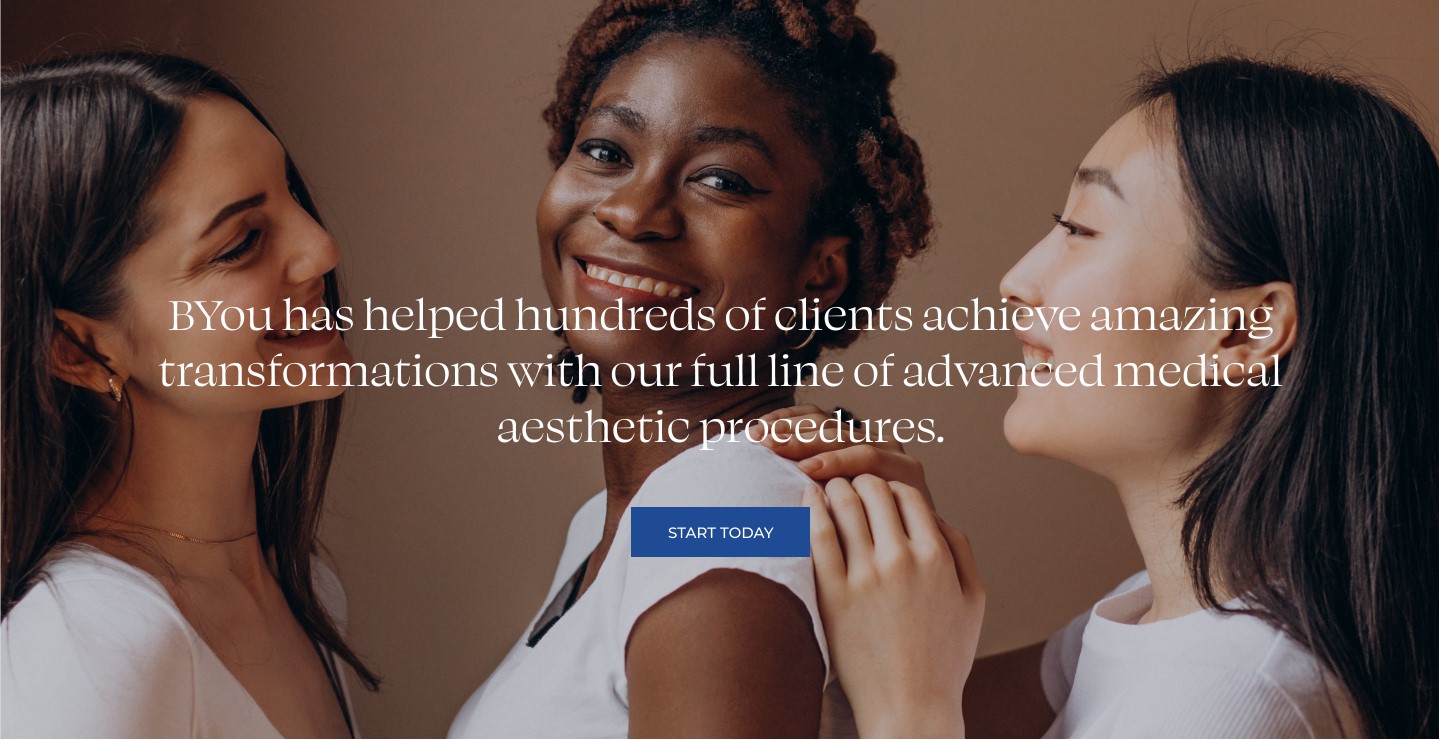 BYou has helped hundreds of clients achieve amazing
transformations with our full line of advanced medical
aesthetic procedures.
START TODAY